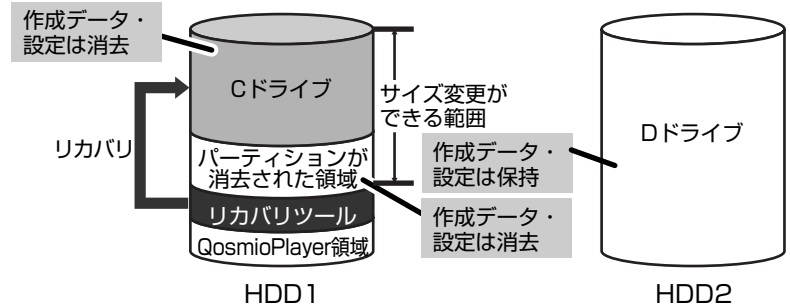 作成データ・
設定は消去
Cドライブ
サイズ変更が
できる範囲
リカバリ
パーティションが
消去された領域
リカバリツール
QosmioPlayer領域
HDD1
作成データ・
設定は保持
作成データ・
設定は消去
Dドライブ
HDD2